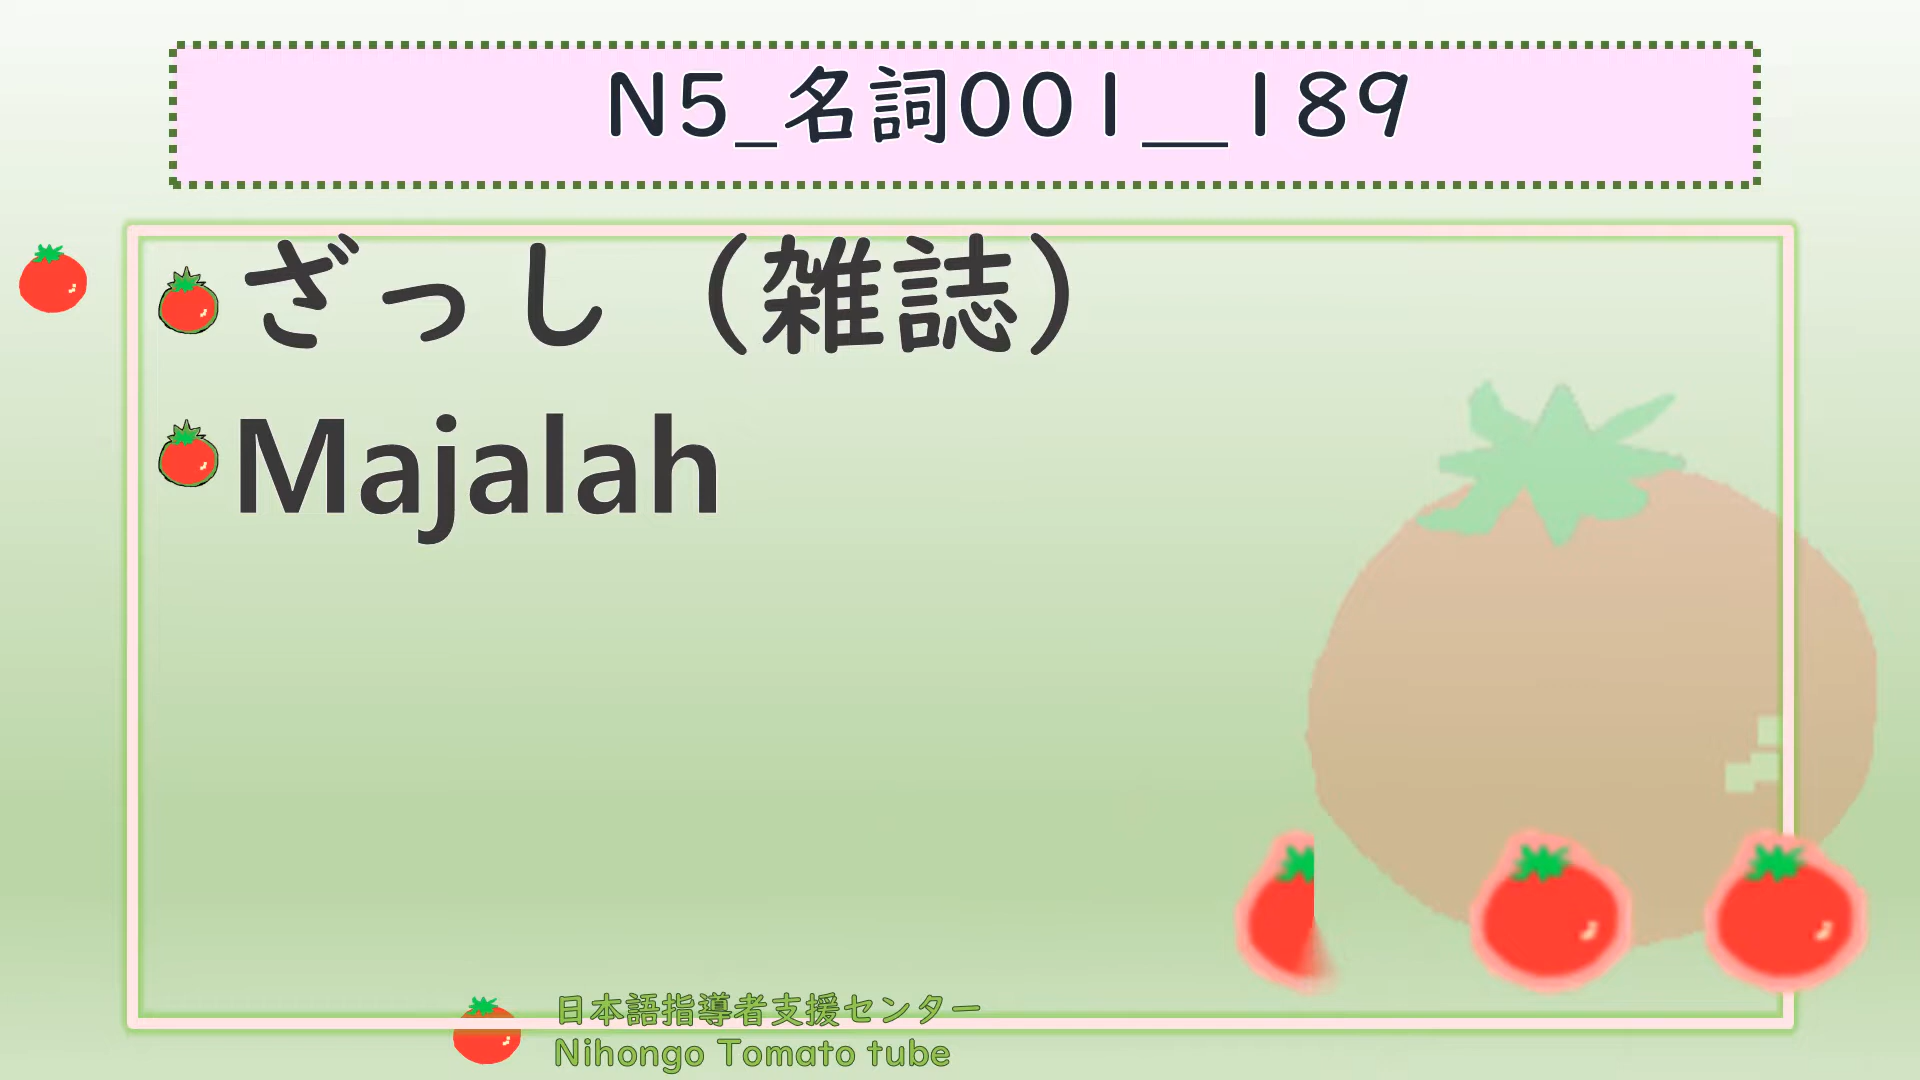 N5_名詞001__189
ざっし（雑誌）
Majalah
日本語指導者支援センター
Nihongo Tomato tube